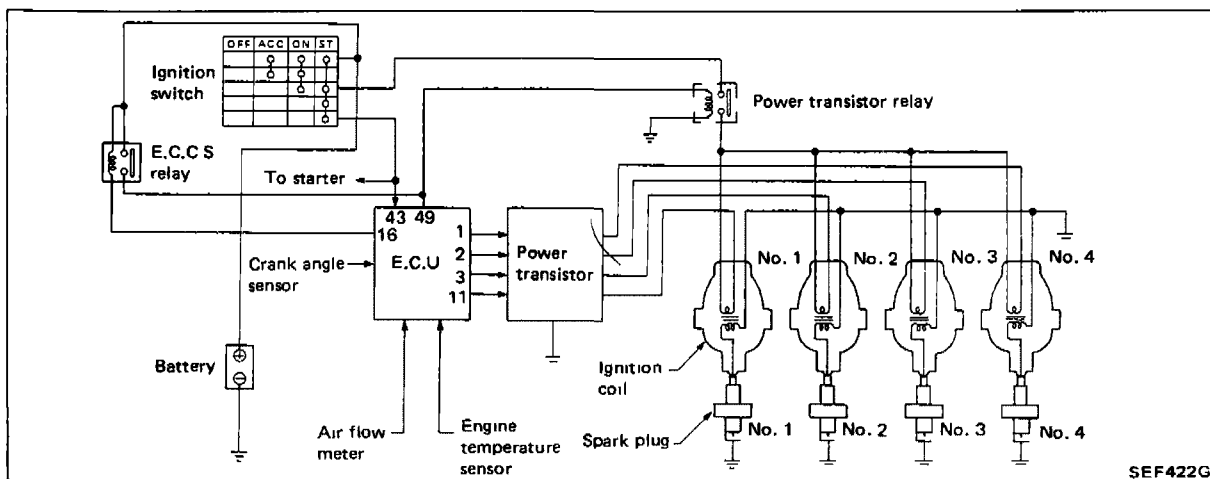 OFF ACC ON ST
Ignition
switch
Power transistor relay
E.C.C S
relay
To starter
43 49
16
1
2
3
11
E.C.U
Power
transistor
Crank angle
sensor
No. 1 No. 2 No. 3 No. 4
Battery
Ignition
coil
Air flow
meter
Engine
temperature
sensor
Spark plug
No. 1 No. 2 No. 3 No. 4
SEF422G